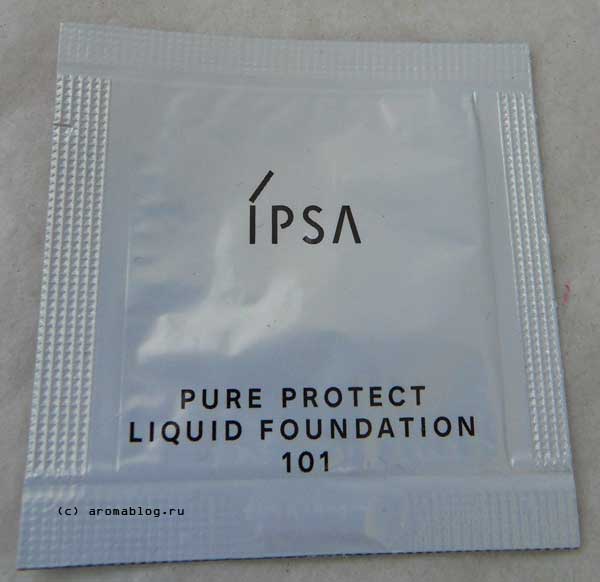 ÍPSA
PURE PROTECT
LIQUID FOUNDATION
101
(c) aromablog.ru